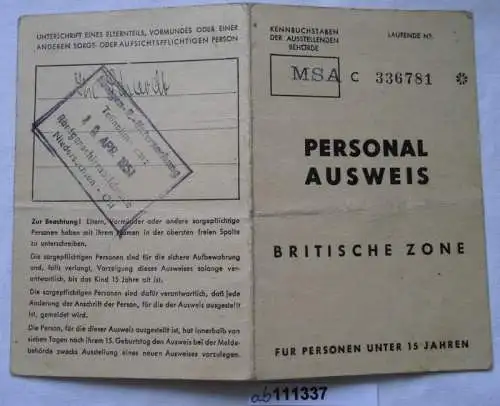 UNTERSCHRIFT EINES ELTERNTEILS, VORMUNDES ODER EINER
ANDEREN SORGE- ODER AUFSICHTSPFLICHTIGEN PERSON
Teilnahme
APR. 1951
Röntgenschirmbildstelle
Niedersachsen - Ost
Zur Beachtung! Eltern, Vormünder oder andere sorgepflichtige
Personen haben mit ihrem Namen in der obersten freien Spalte
zu unterschreiben.
Die sorgepflichtigen Personen sind für die sichere Aufbewahrung
und, falls verlangt, Vorzeigung dieses Ausweises solange ver-
antwortlich, bis das Kind 15 Jahre alt ist.
Die sorgepflichtigen Personen sind dafür verantwortlich, daß jede
Änderung der Anschrift der Person, für die der Ausweis ausgestellt
ist, gemeldet wird.
Die Person, für die dieser Ausweis ausgestellt ist, hat innerhalb von
sieben Tagen nach ihrem 15. Geburtstag den Ausweis bei der Melde-
behörde zwecks Ausstellung eines neuen Ausweises vorzulegen.
KENNBUCHSTABEN
DER AUSSTELLENDEN
BEHÖRDE
LAUFENDE NR.
MSA C 336781
PERSONAL
AUSWEIS
BRITISCHE ZONE
FÜR PERSONEN UNTER 15 JAHREN
ab111337